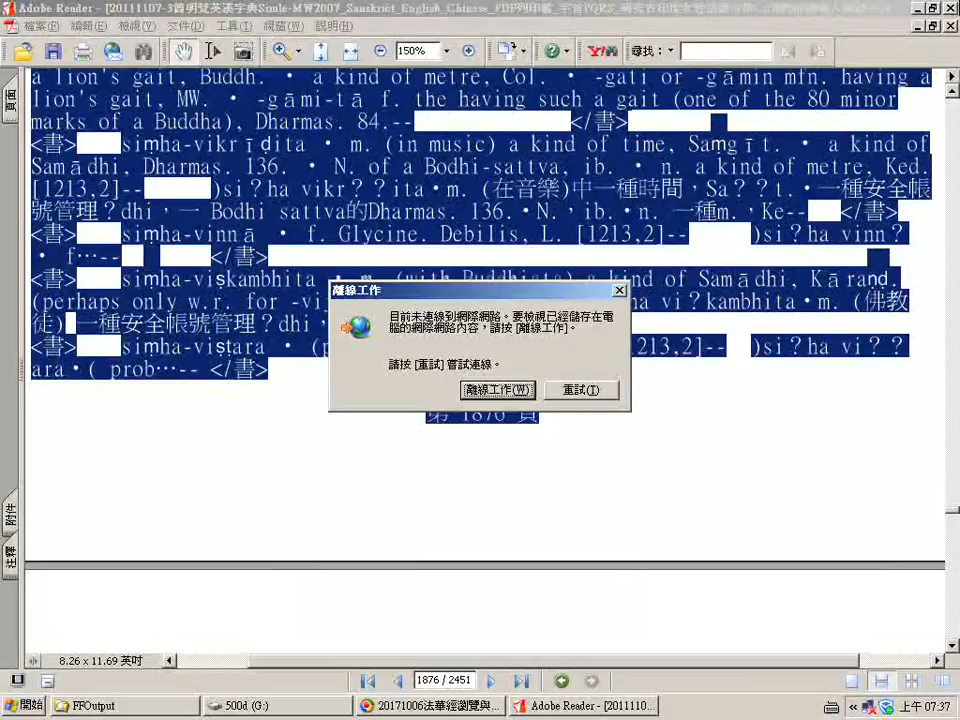 Adobe Reader - [20111107-3首明梵英漢字典Simle-MW2007_Sanskrit_English_Chinese_PDF
檔案(F) 編輯(E) 檢視(V) 文件(D) 工具(T) 視窗(W) 說明(H)
150% 尋找:
頁面
a lion's gait, Buddh. • a kind of metre, Col. • -gati or -gāmin mfn. having a
lion's gait, MW. • -gāmi-tā f. the having such a gait (one of the 80 minor
marks of a Buddha), Dharmas. 84.-- </書>
<書> siṃha-vikrīḍita • m. (in music) a kind of time, Saṃgīt. • a kind of
Samādhi, Dharmas. 136. • N. of a Bodhi-sattva, ib. • n. a kind of metre, Ked.
[1213,2]-- )si?ha vikr??ita•m. (在音樂)中一種時間，Sa??t.•一種安全帳
號管理?dhi，一 Bodhi sattva的Dharmas. 136.•N.，ib.•n. 一種m.，Ke-- </書>
<書> siṃha-vinnā • f. Glycine. Debilis, L. [1213,2]-- )si?ha vinn?
• f…-- </書>
<書> siṃha-viṣkambhita • m. (with Buddhists) a kind of Samādhi, Kāraṇḍ.
(perhaps only w.r. for -vi ha vi?kambhita•m. (佛教
徒)一種安全帳號管理?dhi，
<書> siṃha-viṣṭara • (p 213,2]-- )si?ha vi??
ara•( prob…-- </書>
第 1876 頁
離線工作
目前未連線到網際網路。要檢視已經儲存在電
腦的網際網路內容，請按 [離線工作]。
請按 [重試] 嘗試連線。
離線工作(W) 重試(T)
附件
注釋
8.26 x 11.69 英吋
1876 / 2451
開始 FFOutput 500d (G:) 20171006法華經瀏覽與... Adobe Reader - [2011110... 上午 07:37